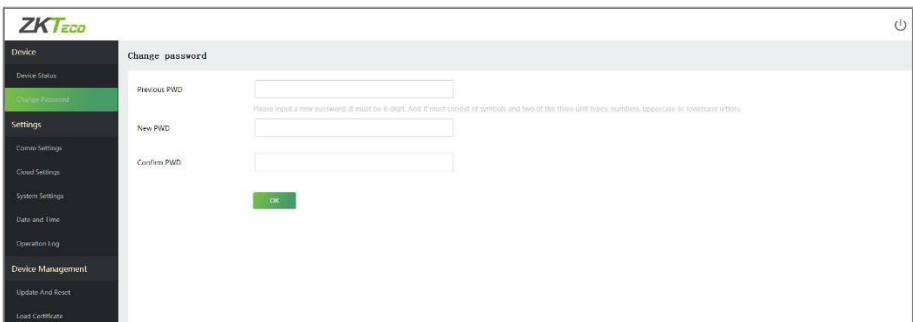 ZKTECO
Device
Device Status
Change Password
Settings
Comm Settings
Cloud Settings
System Settings
Date and Time
Operation Log
Device Management
Update And Reset
Load Certificate
Change password
Previous PWD
Please input a new password. It must be 8-digit. And it must consist of symbols and two of the three unit types: numbers, uppercase or lowercase letters.
New PWD
Confirm PWD
OK